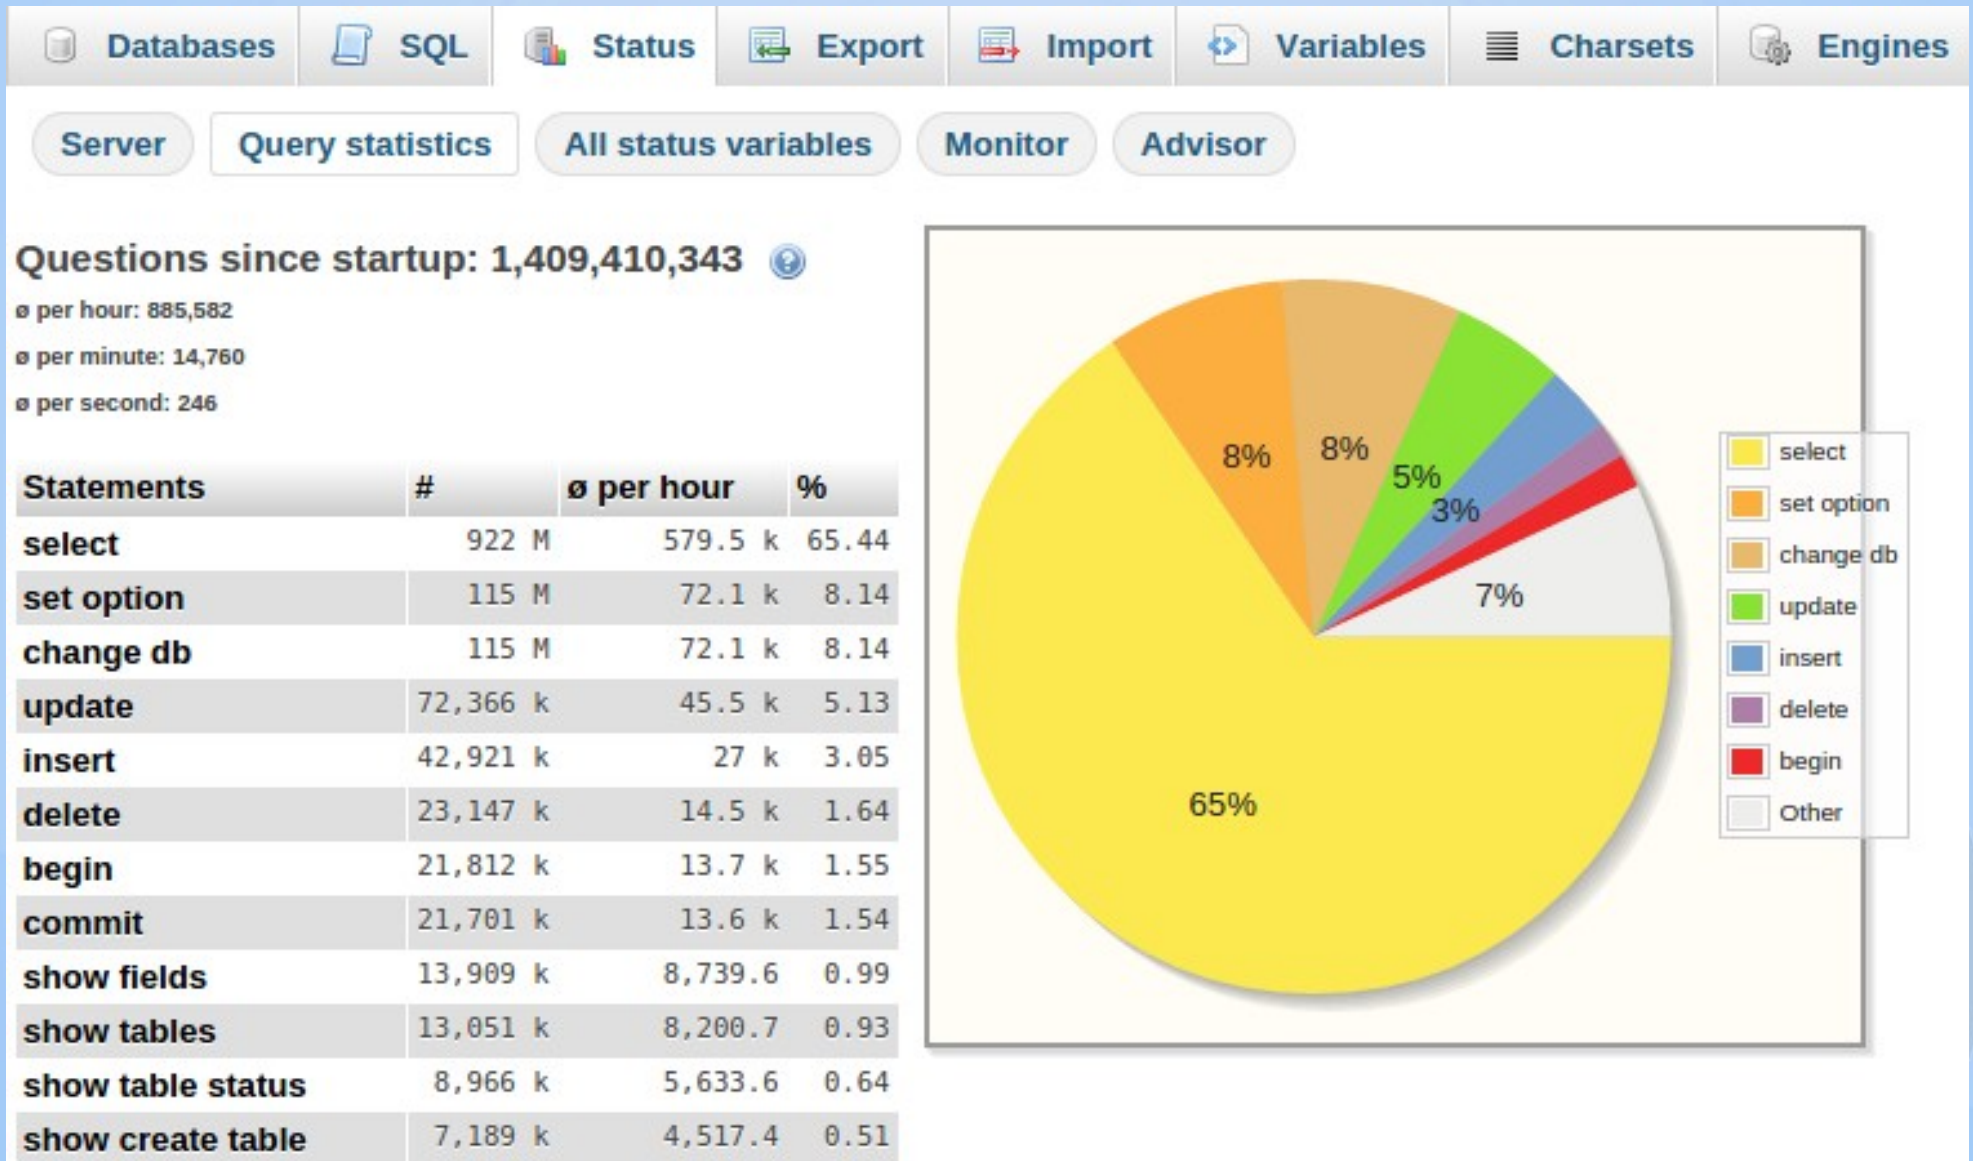 Databases SQL Status Export Import Variables Charsets Engines
Server Query statistics All status variables Monitor Advisor
Questions since startup: 1,409,410,343
ø per hour: 885,582
ø per minute: 14,760
ø per second: 246
Statements # ø per hour %
select 922 M 579.5 k 65.44
set option 115 M 72.1 k 8.14
change db 115 M 72.1 k 8.14
update 72,366 k 45.5 k 5.13
insert 42,921 k 27 k 3.05
delete 23,147 k 14.5 k 1.64
begin 21,812 k 13.7 k 1.55
commit 21,701 k 13.6 k 1.54
show fields 13,909 k 8,739.6 0.99
show tables 13,051 k 8,200.7 0.93
show table status 8,966 k 5,633.6 0.64
show create table 7,189 k 4,517.4 0.51
8%
8%
5%
3%
7%
65%
select
set option
change db
update
insert
delete
begin
Other